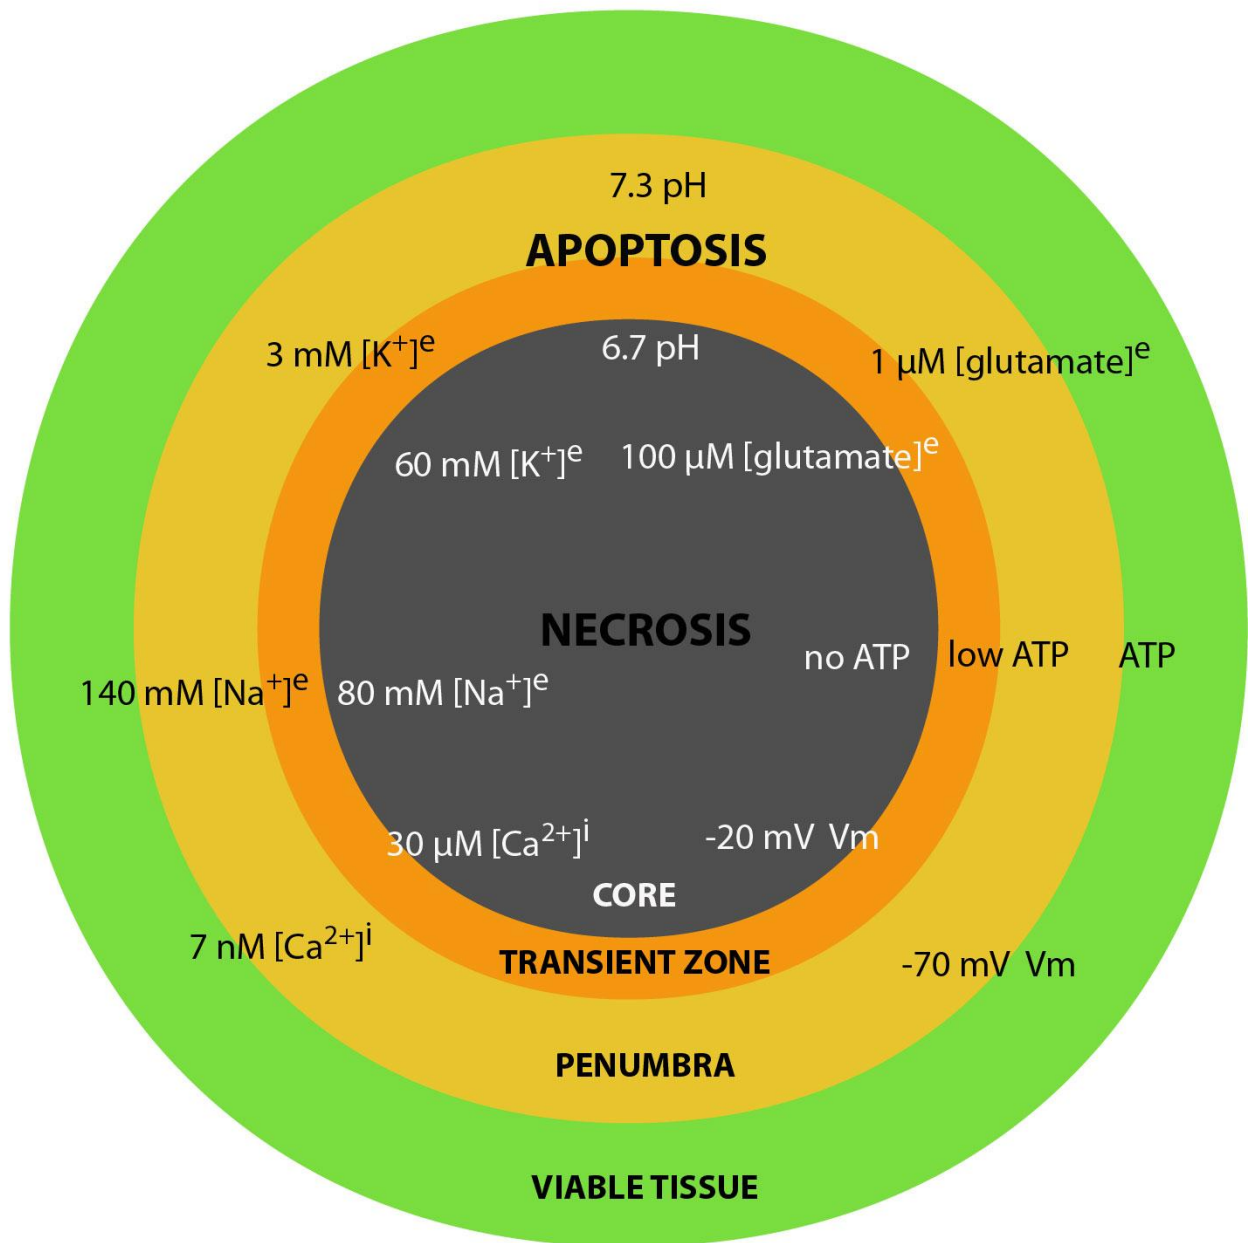 7.3 pH
APOPTOSIS
3 mM [K⁺]ᵉ
6.7 pH
1 μM [glutamate]ᵉ
60 mM [K⁺]ᵉ
100 μM [glutamate]ᵉ
NECROSIS
no ATP
low ATP
ATP
140 mM [Na⁺]ᵉ
80 mM [Na⁺]ᵉ
30 μM [Ca²⁺]ⁱ
-20 mV Vm
CORE
7 nM [Ca²⁺]ⁱ
TRANSIENT ZONE
-70 mV Vm
PENUMBRA
VIABLE TISSUE